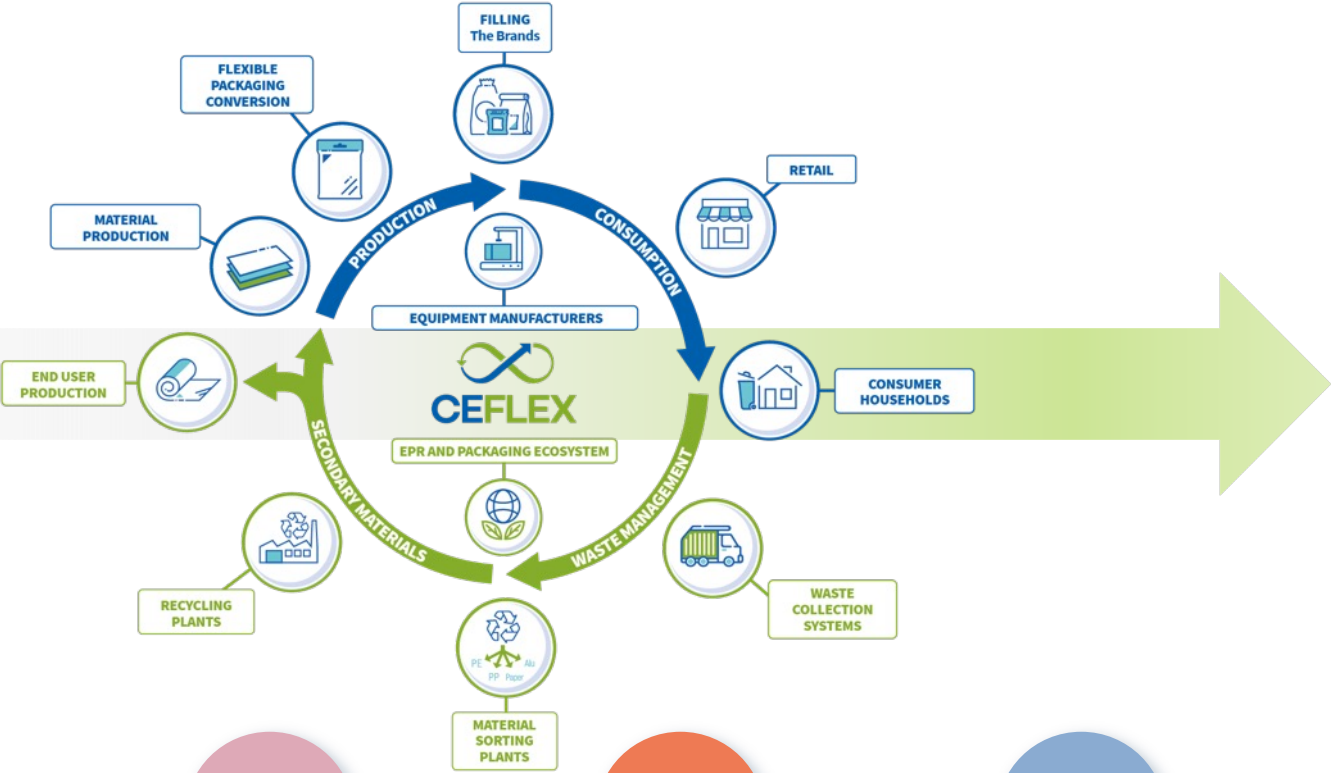 FILLING
The Brands
FLEXIBLE
PACKAGING
CONVERSION
RETAIL
MATERIAL
PRODUCTION
PRODUCTION
CONSUMPTION
EQUIPMENT MANUFACTURERS
END USER
PRODUCTION
CEFLEX
CONSUMER
HOUSEHOLDS
EPR AND PACKAGING ECOSYSTEM
SECONDARY MATERIALS
WASTE MANAGEMENT
RECYCLING
PLANTS
WASTE
COLLECTION
SYSTEMS
PE
Alu
PP
Paper
MATERIAL
SORTING
PLANTS